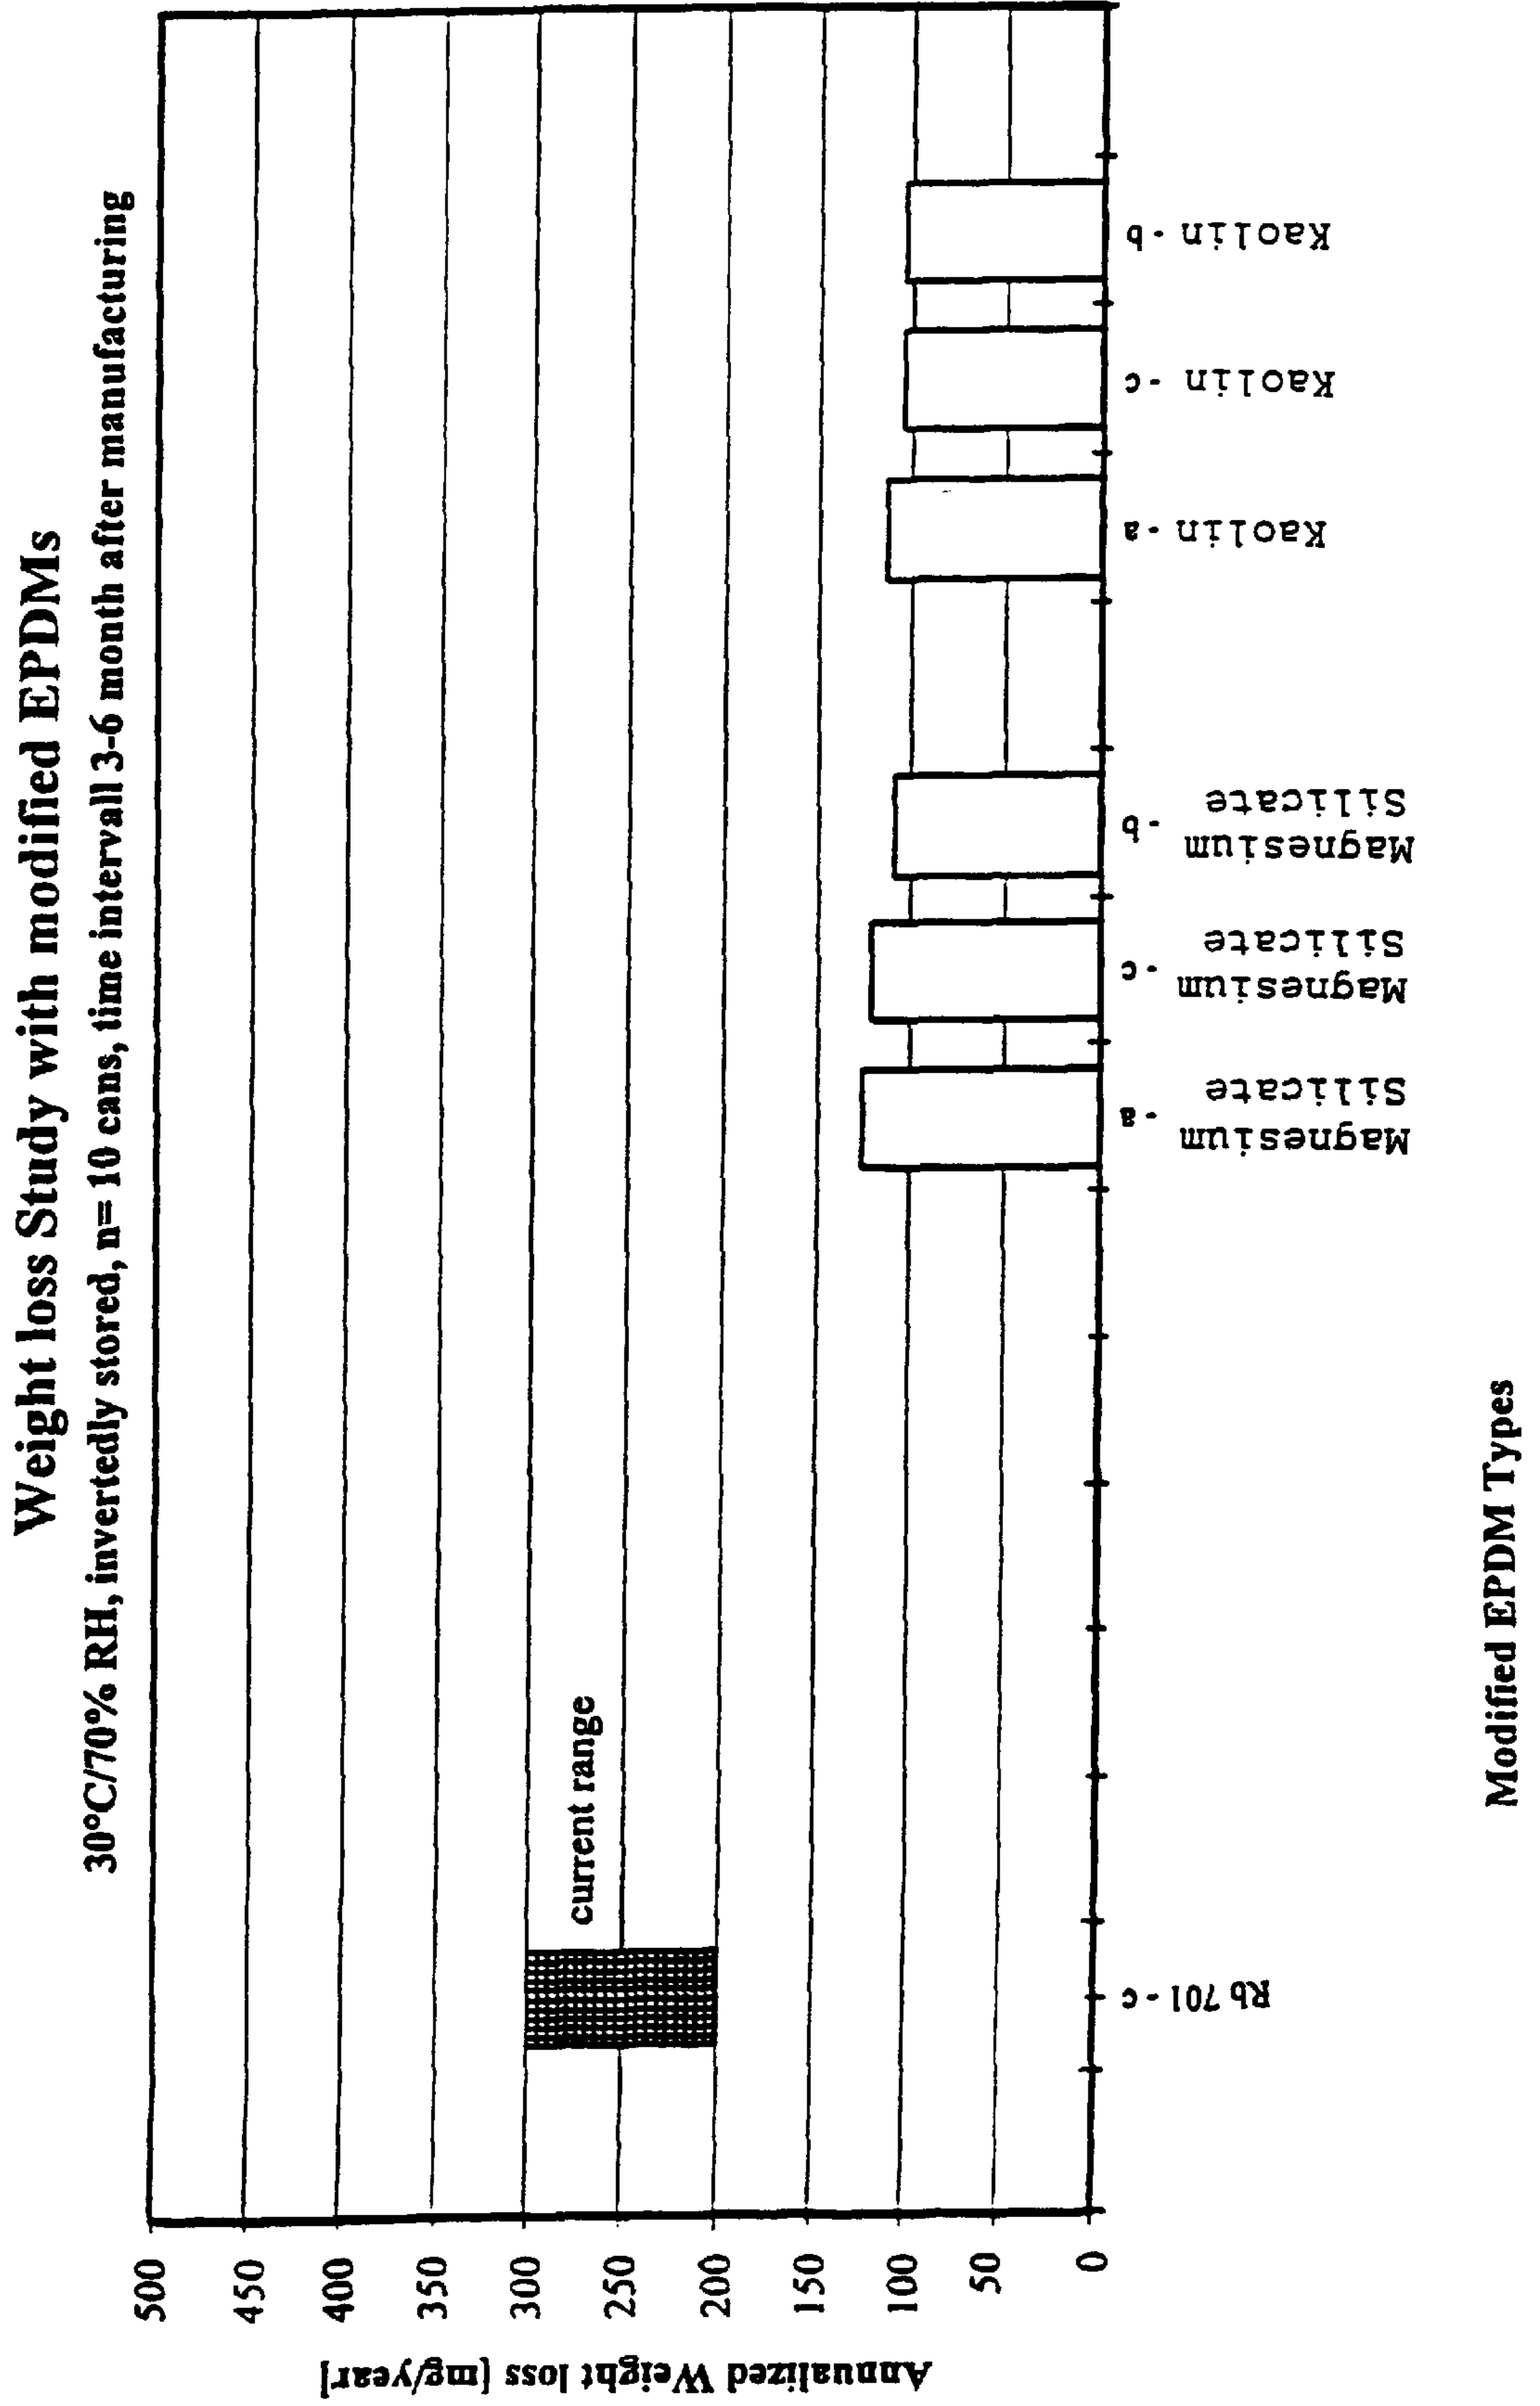 Weight loss Study with modified EPDMs
30°C/70% RH, invertedly stored, n= 10 cans, time intervall 3-6 month after manufacturing
Annualized Weight loss [mg/year]
500
450
400
350
300
250
200
150
100
50
0
current range
Rb 701 - c
Magnesium
Silicate
- a
Magnesium
Silicate
- c
Magnesium
Silicate
- b
Kaolin - a
Kaolin - c
Kaolin - b
Modified EPDM Types